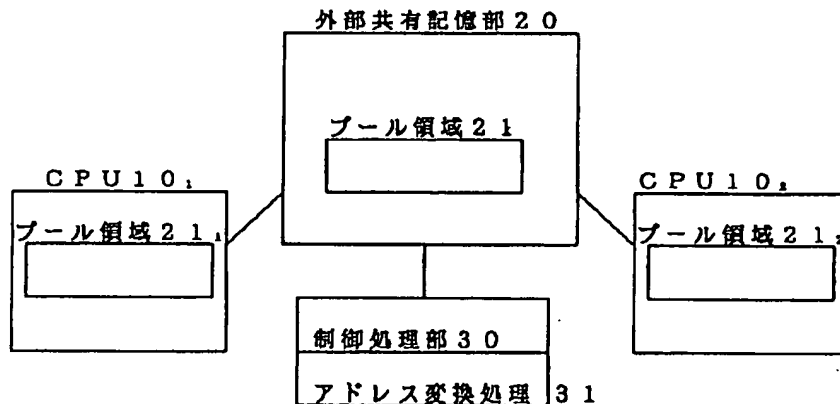 外部共有記憶部20
プール領域21
CPU10₁
プール領域21₁
CPU10₂
プール領域21₂
制御処理部30
アドレス変換処理 31